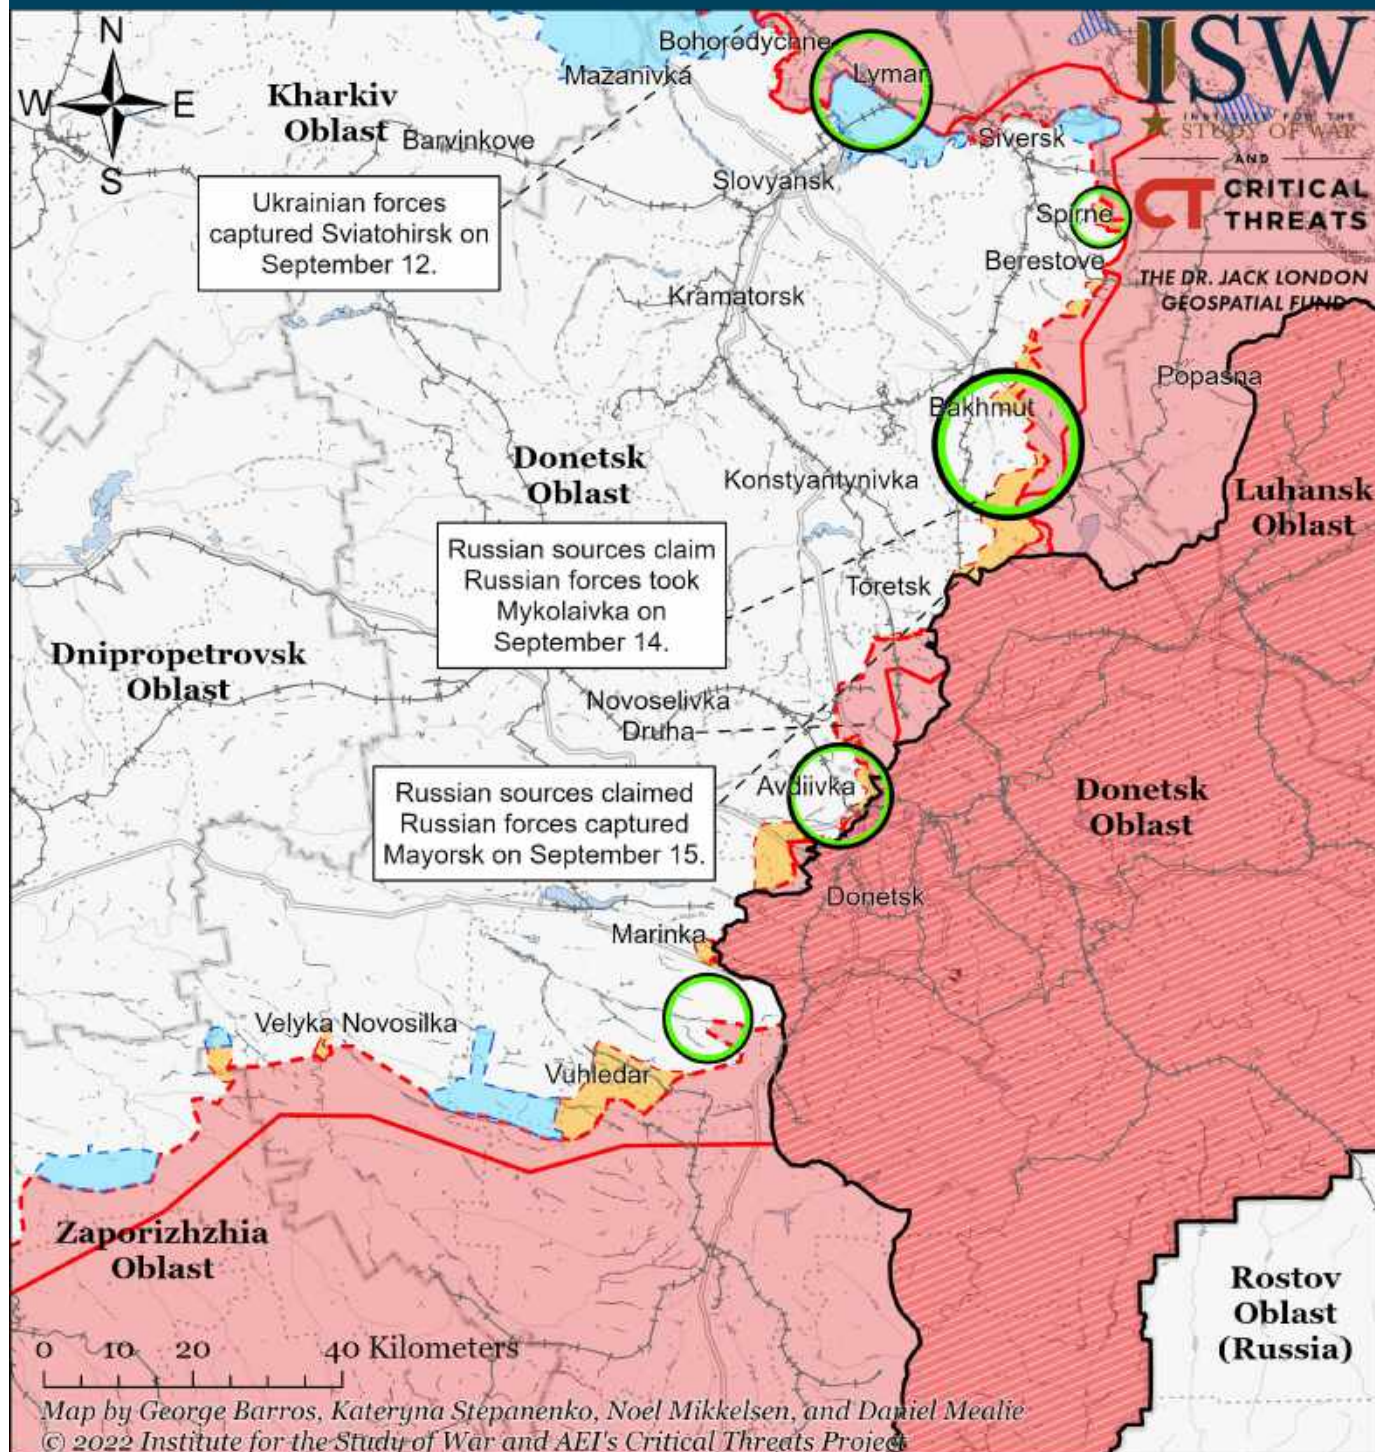 N
W
E
S
Kharkiv
Oblast
Bohorodychne
Mazanivka
Lyman
Barvinkove
Siversk
Slovyansk
ISW
INSTITUTE FOR THE
STUDY OF WAR
AND
CT CRITICAL
THREATS
THE DR. JACK LONDON
GEOSPATIAL FUND
Ukrainian forces
captured Sviatohirsk on
September 12.
Spirne
Berestove
Kramatorsk
Popasna
Bakhmut
Donetsk
Oblast
Konstyantynivka
Luhansk
Oblast
Russian sources claim
Russian forces took
Mykolaivka on
September 14.
Toretsk
Dnipropetrovsk
Oblast
Novoselivka
Druha
Avdiivka
Donetsk
Oblast
Russian sources claimed
Russian forces captured
Mayorsk on September 15.
Donetsk
Marinka
Velyka Novosilka
Vuhledar
Zaporizhzhia
Oblast
Rostov
Oblast
(Russia)
0 10 20 40 Kilometers
Map by George Barros, Kateryna Stepanenko, Noel Mikkelsen, and Daniel Mealie
© 2022 Institute for the Study of War and AEI's Critical Threats Project